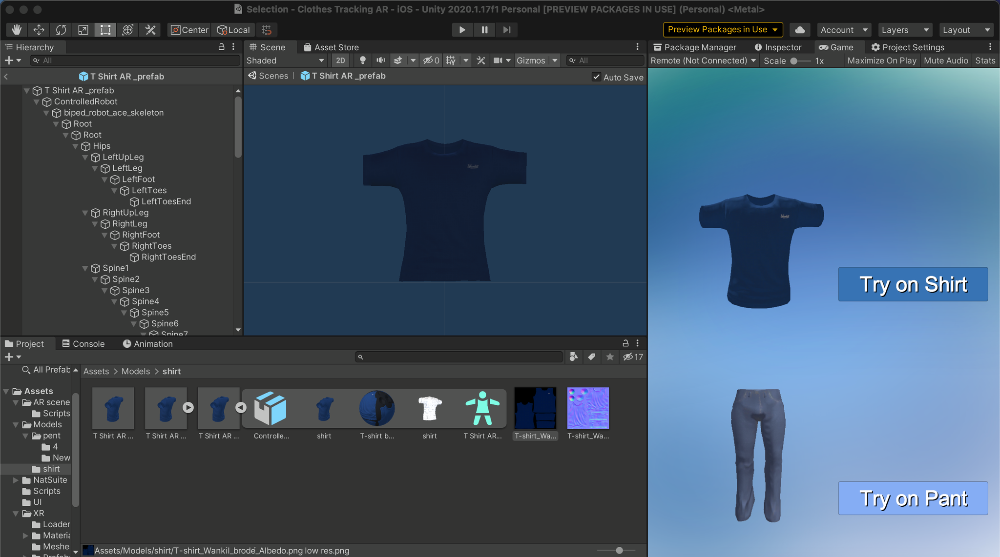 Selection - Clothes Tracking AR - iOS - Unity 2020.1.17f1 Personal [PREVIEW PACKAGES IN USE] (Personal) <Metal>
Center Local Preview Packages in Use Account Layers Layout
Hierarchy
All
T Shirt AR _prefab
T Shirt AR _prefab
ControlledRobot
biped_robot_ace_skeleton
Root
Root
Hips
LeftUpLeg
LeftLeg
LeftFoot
LeftToes
LeftToesEnd
RightUpLeg
RightLeg
RightFoot
RightToes
RightToesEnd
Spine1
Spine2
Spine3
Spine4
Spine5
Spine6
Spine7
Scene Asset Store
Shaded 2D 0 Gizmos All
Scenes | T Shirt AR _prefab Auto Save
Package Manager Inspector Game Project Settings
Remote (Not Connected) Scale 1x Maximize On Play Mute Audio Stats
Try on Shirt
Try on Pant
Project Console Animation
17
All Prefab
Assets
AR scene
Scripts
Models
pent
4
New
shirt
NatSuite
Scripts
UI
XR
Loader
Materia
Meshe
Prefab
Assets > Models > shirt
T Shirt AR ... T Shirt AR ... T Shirt AR ... Controlle... shirt T-shirt b... shirt T Shirt AR... T-shirt_Wa... T-shirt_Wa...
Assets/Models/shirt/T-shirt_Wankil_brodé_Albedo.png low res.png